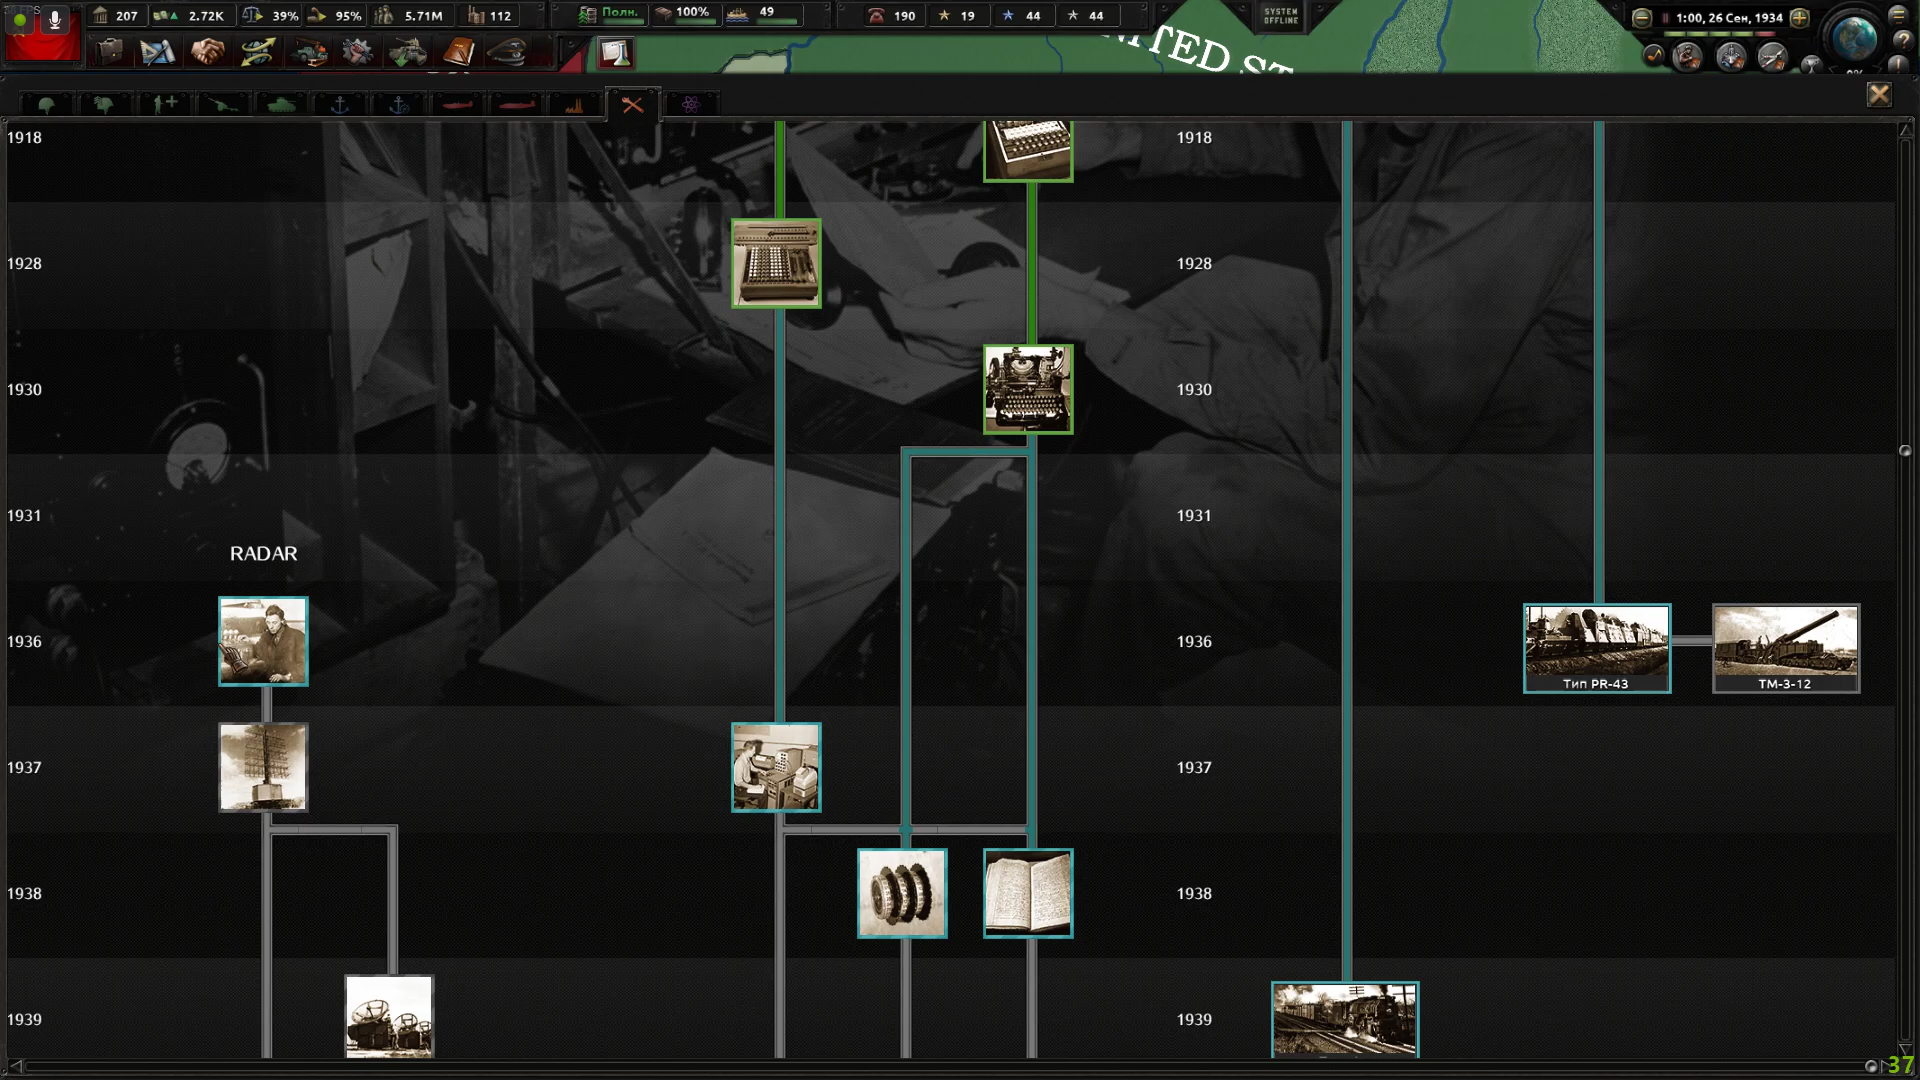 207 2.72K 39% 95% 5.71M 112 Полн. 100% 49 190 19 44 44 SYSTEM OFFLINE 1:00, 26 Сен, 1934
UNITED ST
1918 1918
1928 1928
1930 1930
1931 1931
RADAR
1936 1936
Тип PR-43 TM-3-12
1937 1937
1938 1938
1939 1939
37